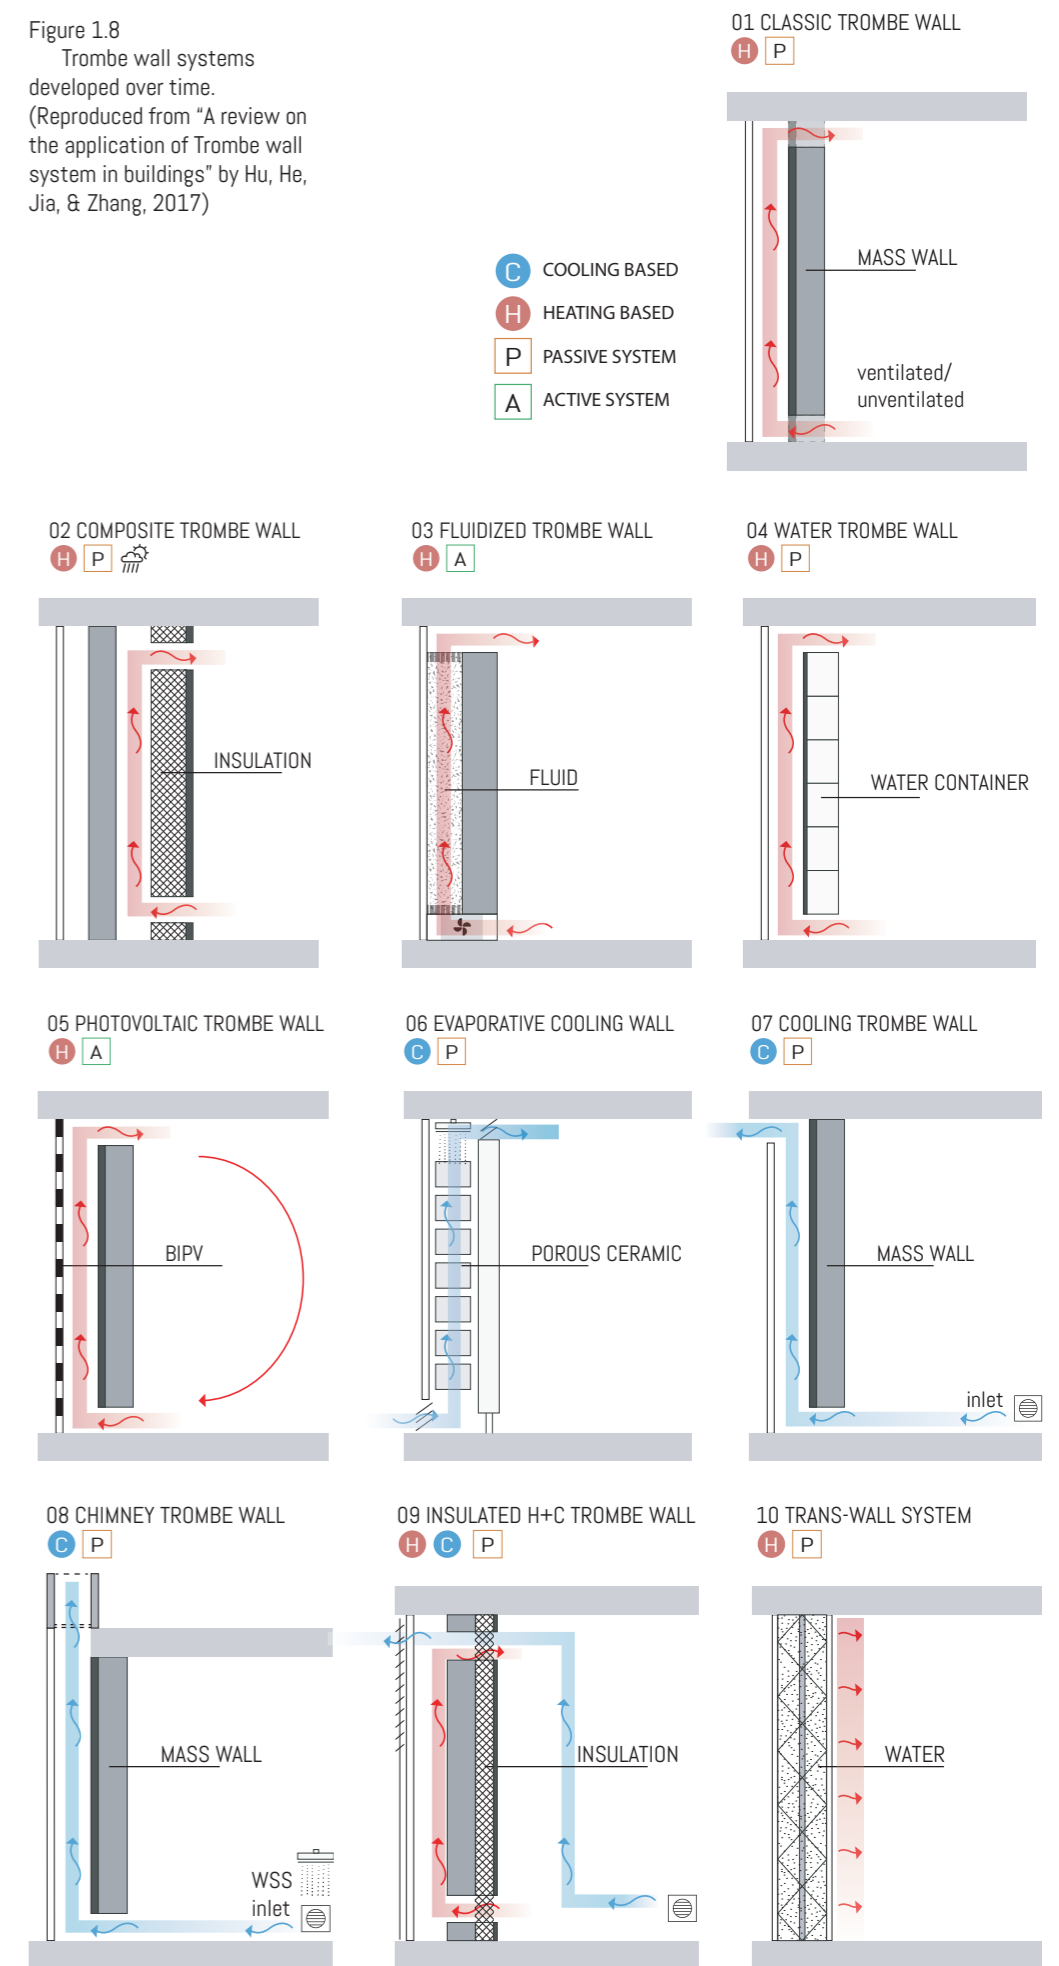 Figure 1.8
Trombe wall systems
developed over time.
(Reproduced from “A review on
the application of Trombe wall
system in buildings” by Hu, He,
Jia, & Zhang, 2017)
C COOLING BASED
H HEATING BASED
P PASSIVE SYSTEM
A ACTIVE SYSTEM
01 CLASSIC TROMBE WALL
H P
MASS WALL
ventilated/
unventilated
02 COMPOSITE TROMBE WALL
H P
INSULATION
03 FLUIDIZED TROMBE WALL
H A
FLUID
04 WATER TROMBE WALL
H P
WATER CONTAINER
05 PHOTOVOLTAIC TROMBE WALL
H A
BIPV
06 EVAPORATIVE COOLING WALL
C P
POROUS CERAMIC
07 COOLING TROMBE WALL
C P
MASS WALL
inlet
08 CHIMNEY TROMBE WALL
C P
MASS WALL
WSS
inlet
09 INSULATED H+C TROMBE WALL
H C P
INSULATION
10 TRANS-WALL SYSTEM
H P
WATER